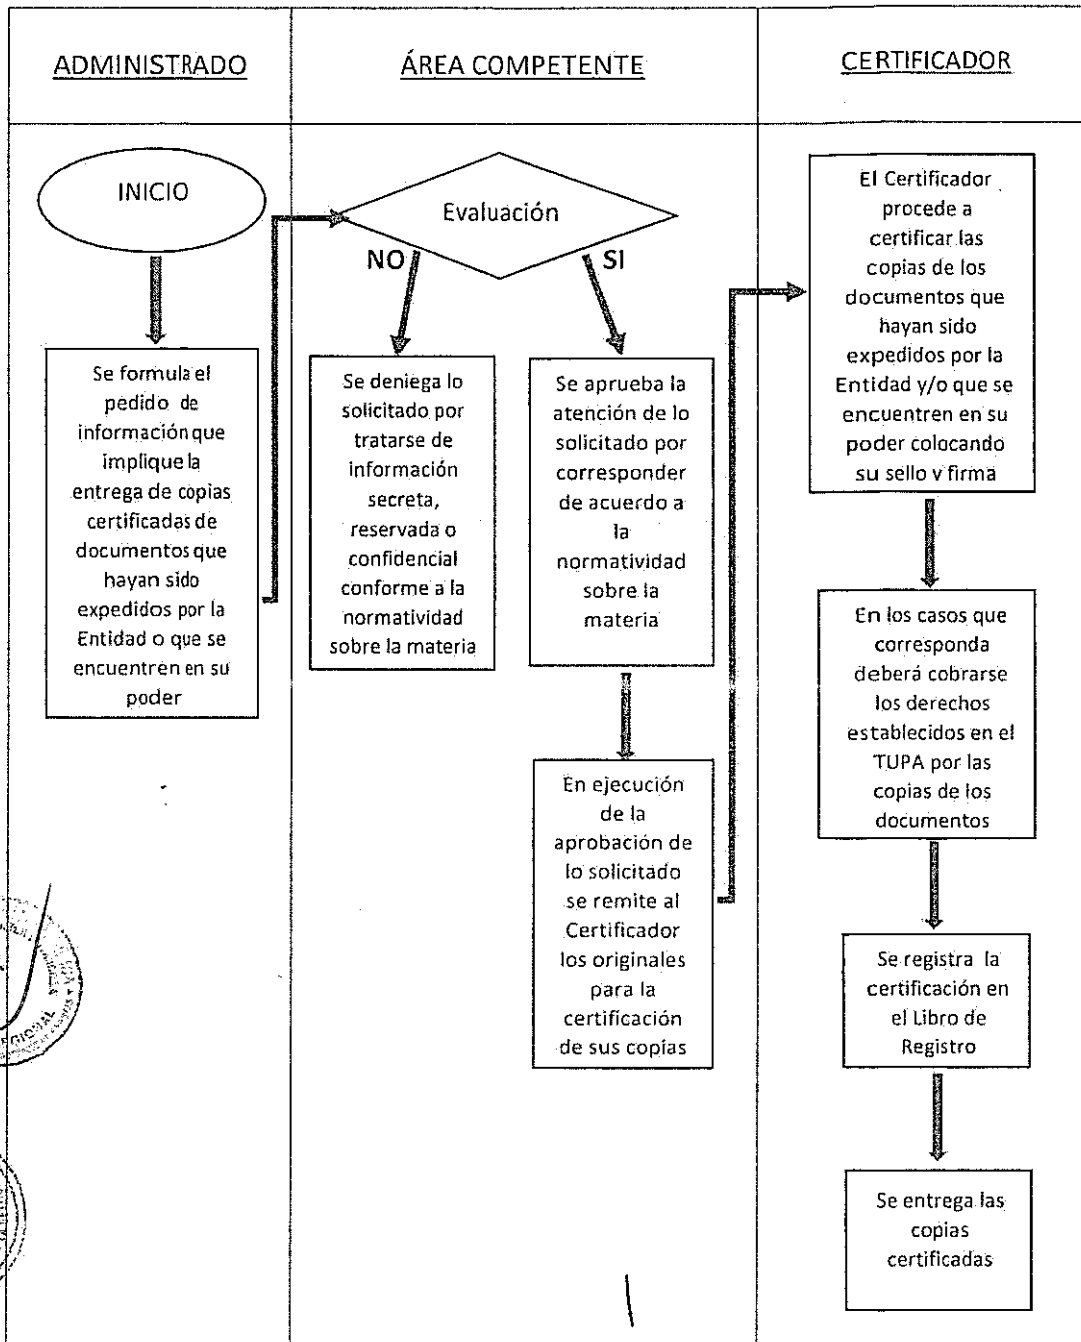 ADMINISTRADO
ÁREA COMPETENTE
CERTIFICADOR
INICIO
Se formula el
pedido de
información que
implique la
entrega de copias
certificadas de
documentos que
hayan sido
expedidos por la
Entidad o que se
encuentren en su
poder
Evaluación
NO
SI
Se deniega lo
solicitado por
tratarse de
información
secreta,
reservada o
confidencial
conforme a la
normatividad
sobre la materia
Se aprueba la
atención de lo
solicitado por
corresponder
de acuerdo a
la
normatividad
sobre la
materia
En ejecución
de la
aprobación de
lo solicitado
se remite al
Certificador
los originales
para la
certificación
de sus copias
El Certificador
procede a
certificar las
copias de los
documentos que
hayan sido
expedidos por la
Entidad y/o que se
encuentren en su
poder colocando
su sello y firma
En los casos que
corresponda
deberá cobrarse
los derechos
establecidos en el
TUPA por las
copias de los
documentos
Se registra la
certificación en
el Libro de
Registro
Se entrega las
copias
certificadas